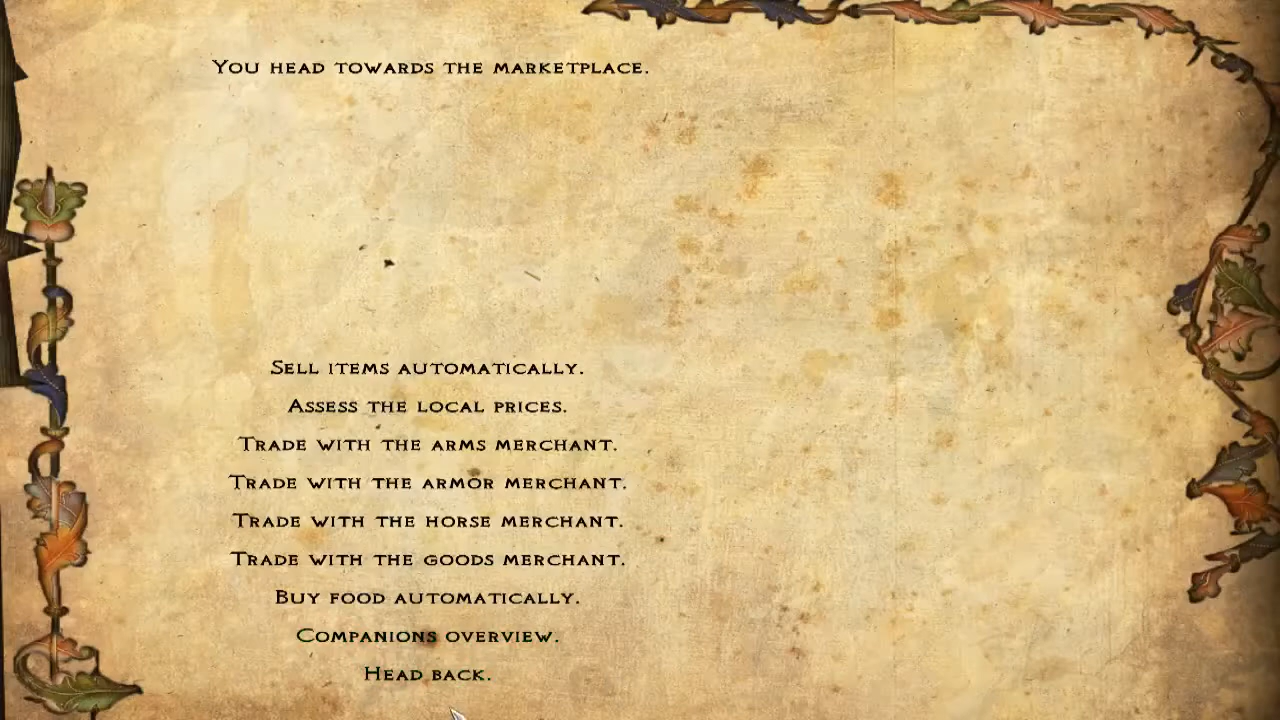 You head towards the marketplace.
Sell items automatically.
Assess the local prices.
Trade with the arms merchant.
Trade with the armor merchant.
Trade with the horse merchant.
Trade with the goods merchant.
Buy food automatically.
Companions overview.
Head back.